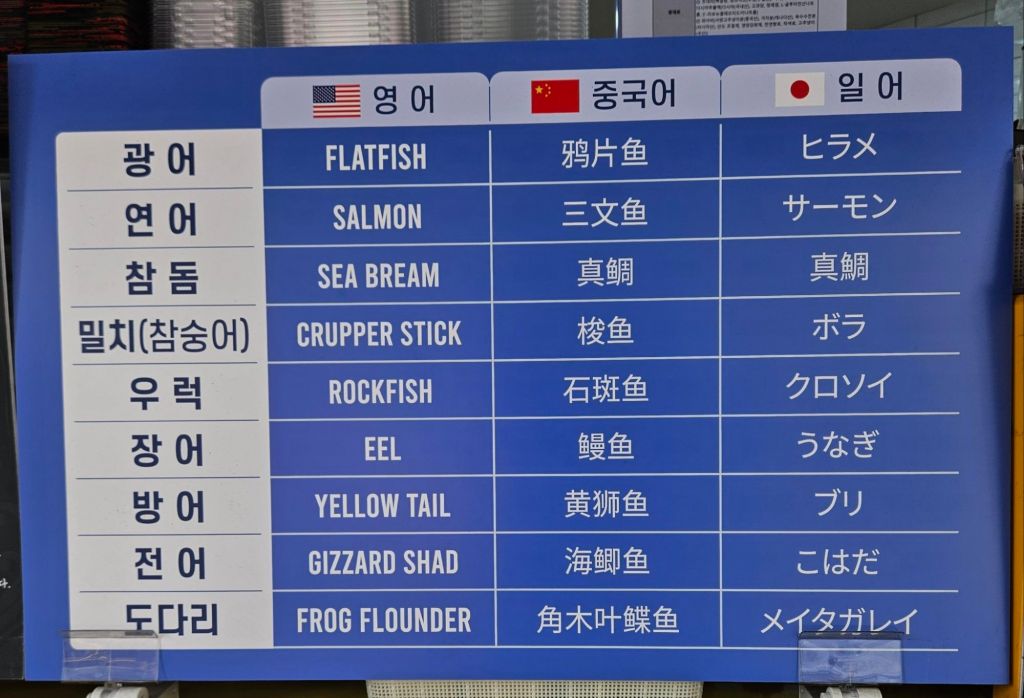 영 어 중국어 일 어
광 어 FLATFISH 鸦片鱼 ヒラメ
연 어 SALMON 三文鱼 サーモン
참 돔 SEA BREAM 真鲷 真鯛
밀치(참숭어) CRUPPER STICK 梭鱼 ボラ
우 럭 ROCKFISH 石斑鱼 クロソイ
장 어 EEL 鳗鱼 うなぎ
방 어 YELLOW TAIL 黄狮鱼 ブリ
전 어 GIZZARD SHAD 海鲫鱼 こはだ
도다리 FROG FLOUNDER 角木叶鲽鱼 メイタガレイ